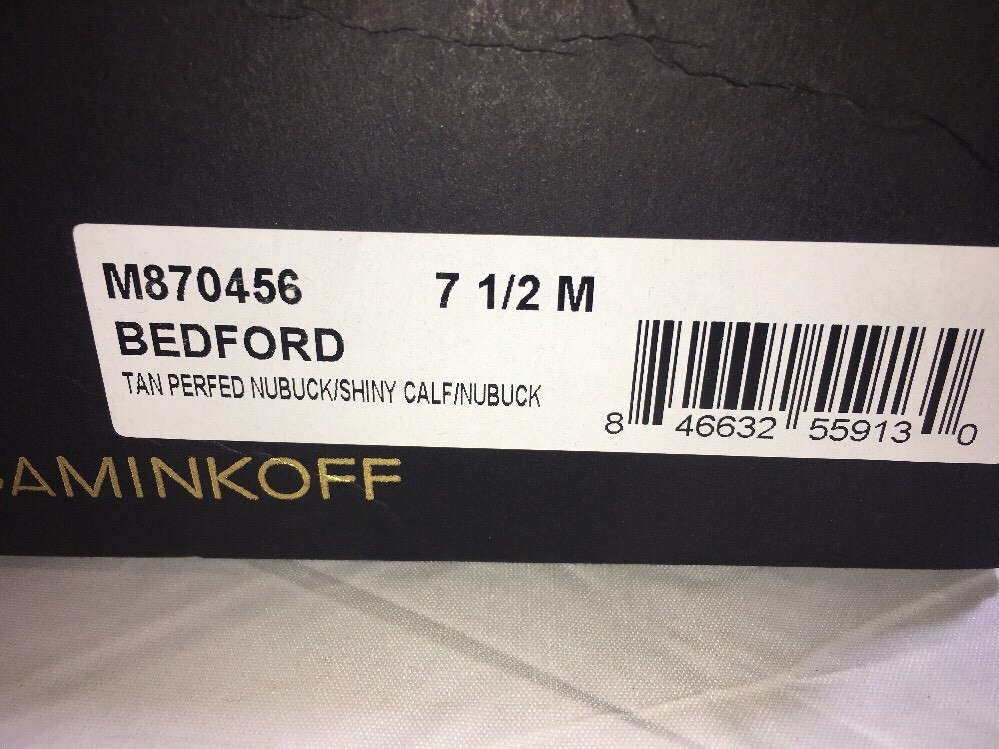 M870456 7 1/2 M
BEDFORD
TAN PERFED NUBUCK/SHINY CALF/NUBUCK
8 46632 55913 0
AMINKOFF